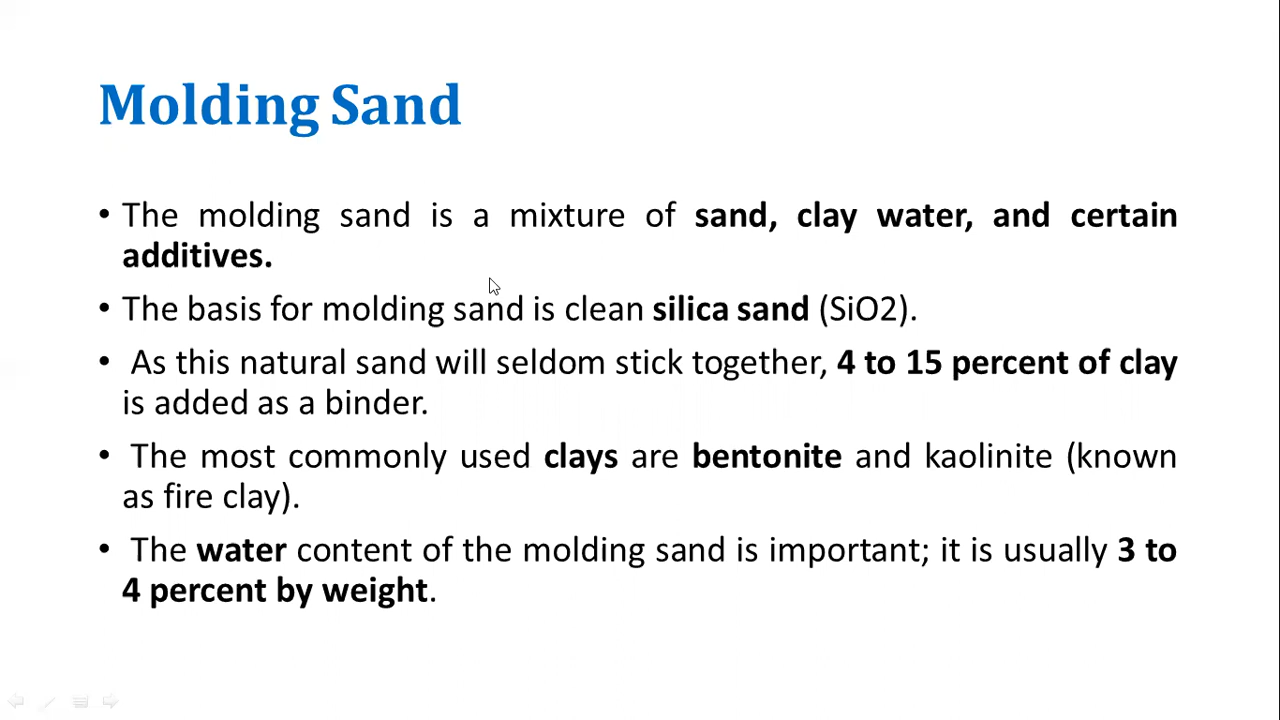 Molding Sand
• The molding sand is a mixture of sand, clay water, and certain
additives.
• The basis for molding sand is clean silica sand (SiO2).
• As this natural sand will seldom stick together, 4 to 15 percent of clay
is added as a binder.
• The most commonly used clays are bentonite and kaolinite (known
as fire clay).
• The water content of the molding sand is important; it is usually 3 to
4 percent by weight.